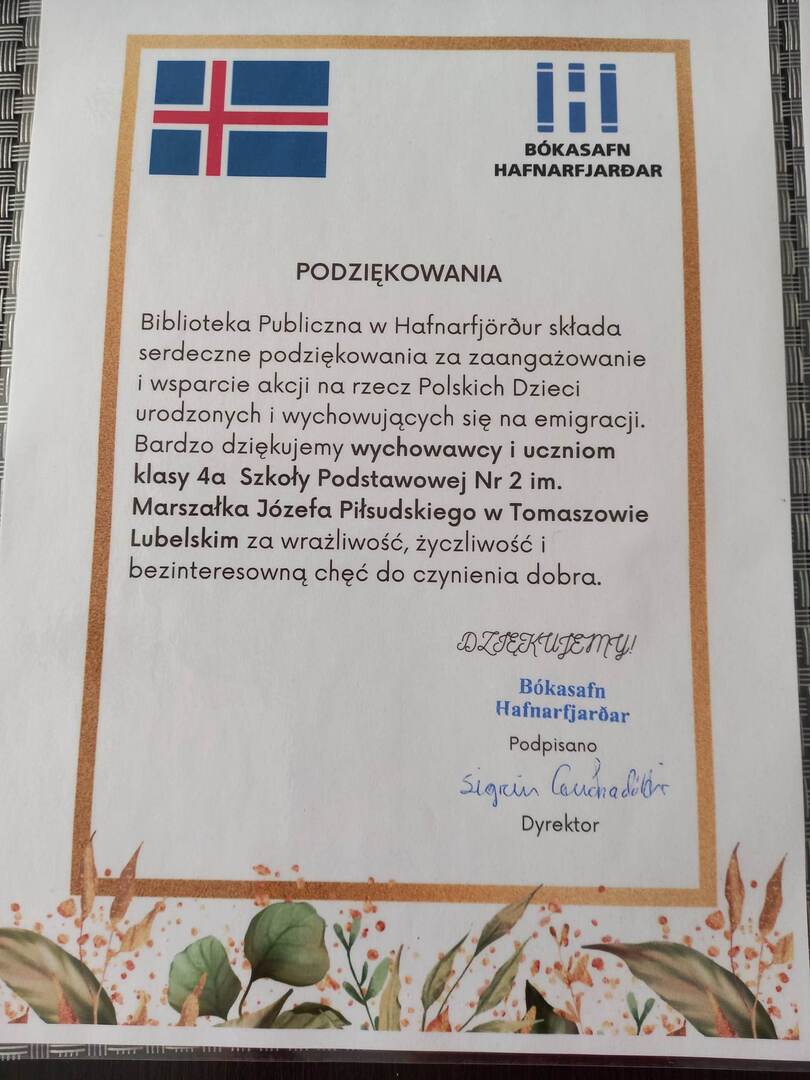 BÓKASAFN
HAFNARFJARÐAR
PODZIĘKOWANIA
Biblioteka Publiczna w Hafnarfjörður składa
serdeczne podziękowania za zaangażowanie
i wsparcie akcji na rzecz Polskich Dzieci
urodzonych i wychowujących się na emigracji.
Bardzo dziękujemy wychowawcy i uczniom
klasy 4a Szkoły Podstawowej Nr 2 im.
Marszałka Józefa Piłsudskiego w Tomaszowie
Lubelskim za wrażliwość, życzliwość i
bezinteresowną chęć do czynienia dobra.
DZIĘKUJEMY!
Bókasafn
Hafnarfjarðar
Podpisano
Dyrektor